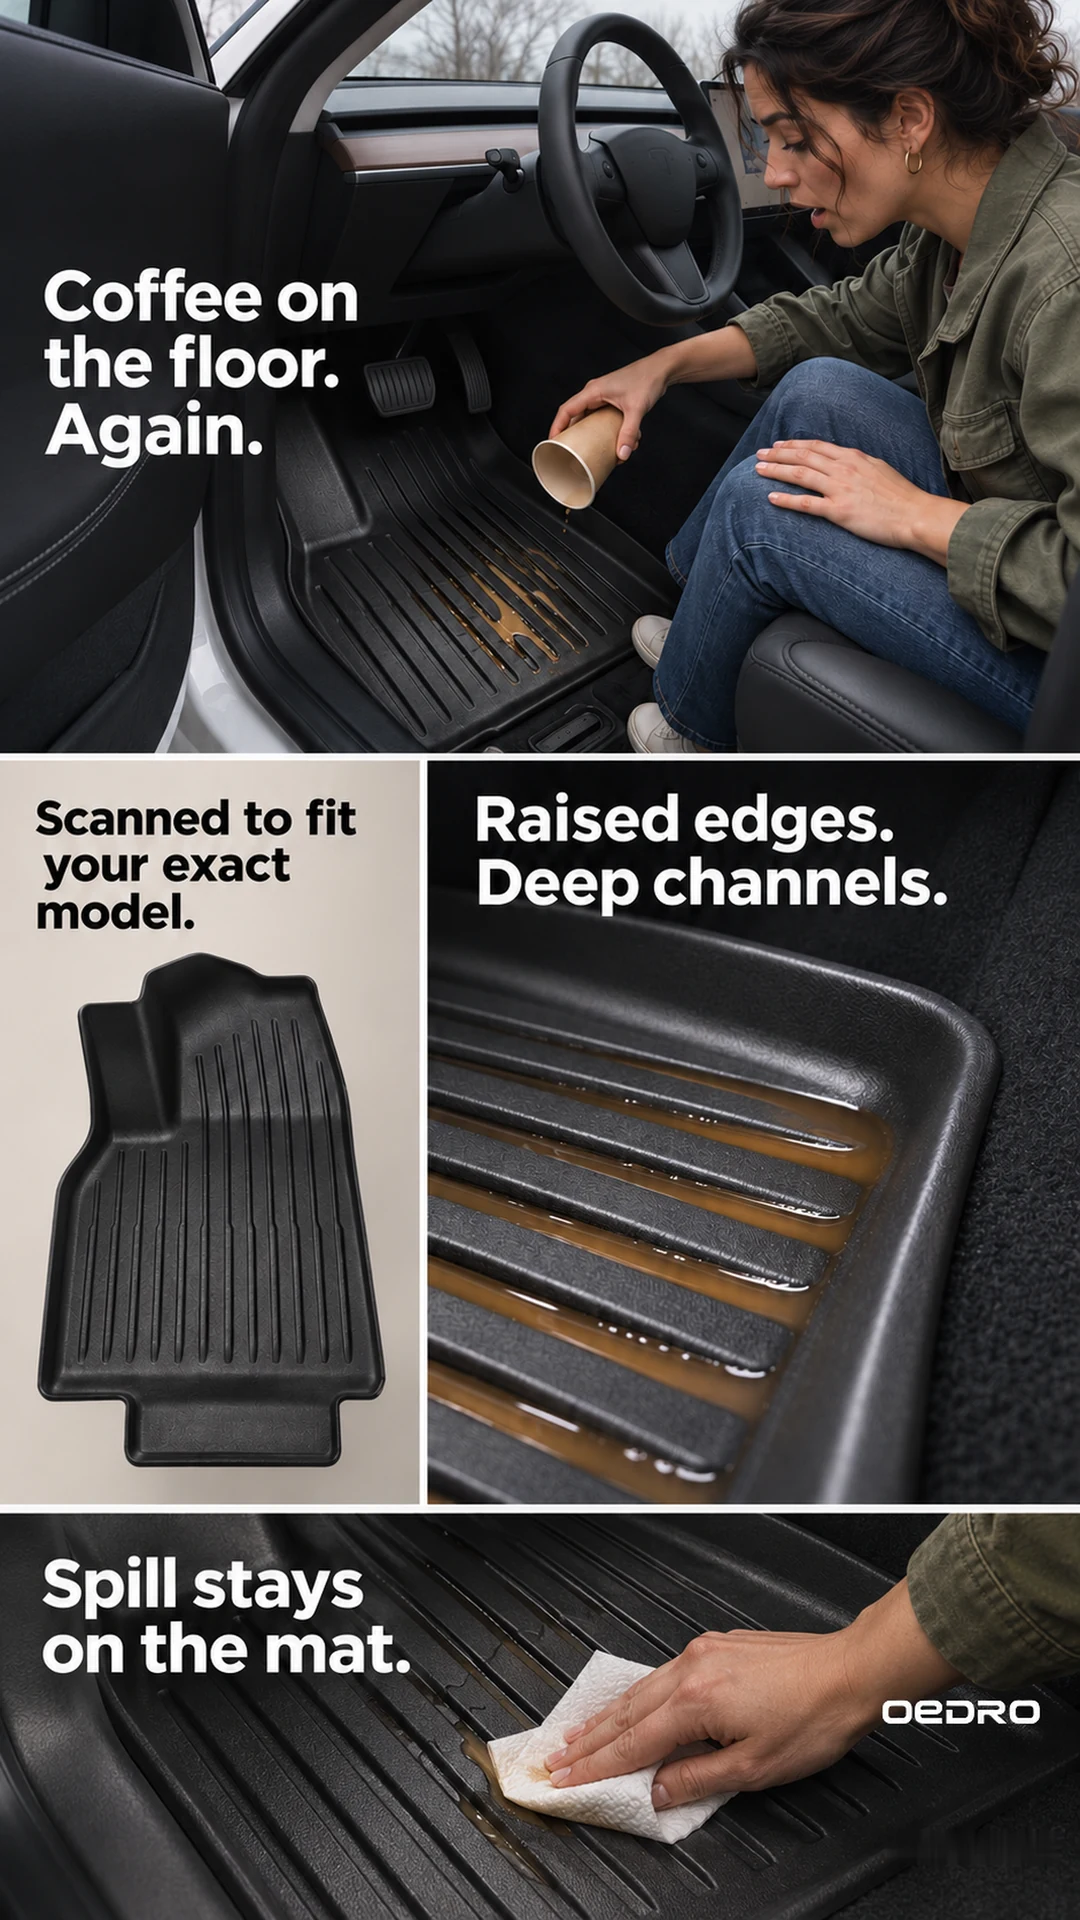 Coffee on
the floor.
Again.
Scanned to fit
your exact
model.
Raised edges.
Deep channels.
Spill stays
on the mat.
OEDRO